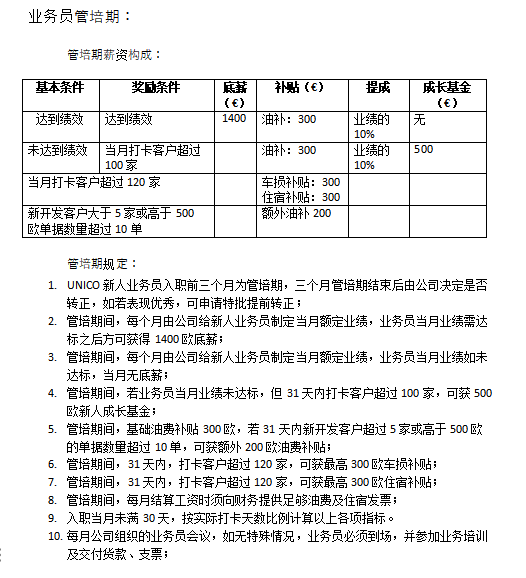 业务员管培期：
管培期薪资构成：
基本条件 奖励条件 底薪 补贴（€） 提成 成长基金
（€） （€）
达到绩效 达到绩效 1400 油补：300 业绩的 无
10%
未达到绩效 当月打卡客户超过 油补：300 业绩的 500
100 家 10%
当月打卡客户超过 120 家 车损补贴：300
住宿补贴：300
新开发客户大于 5 家或高于 500 额外油补 200
欧单据数量超过 10 单
管培期规定：
1. UNICO 新人业务员入职前三个月为管培期，三个月管培期结束后由公司决定是否
转正，如若表现优秀，可申请特批提前转正；
2. 管培期间，每个月由公司给新人业务员制定当月额定业绩，业务员当月业绩需达
标之后方可获得 1400 欧底薪；
3. 管培期间，每个月由公司给新人业务员制定当月额定业绩，业务员当月业绩如未
达标，当月无底薪；
4. 管培期间，若业务员当月业绩未达标，但 31 天内打卡客户超过 100 家，可获 500
欧新人成长基金；
5. 管培期间，基础油费补贴 300 欧，若 31 天内新开发客户超过 5 家或高于 500 欧
的单据数量超过 10 单，可获额外 200 欧油费补贴；
6. 管培期间，31 天内，打卡客户超过 120 家，可获最高 300 欧车损补贴；
7. 管培期间，31 天内，打卡客户超过 120 家，可获最高 300 欧住宿补贴；
8. 管培期间，每月结算工资时须向财务提供足够油费及住宿发票；
9. 入职当月未满 30 天，按实际打卡天数比例计算以上各项指标。
10. 每月公司组织的业务员会议，如无特殊情况，业务员必须到场，并参加业务培训
及交付货款、支票；